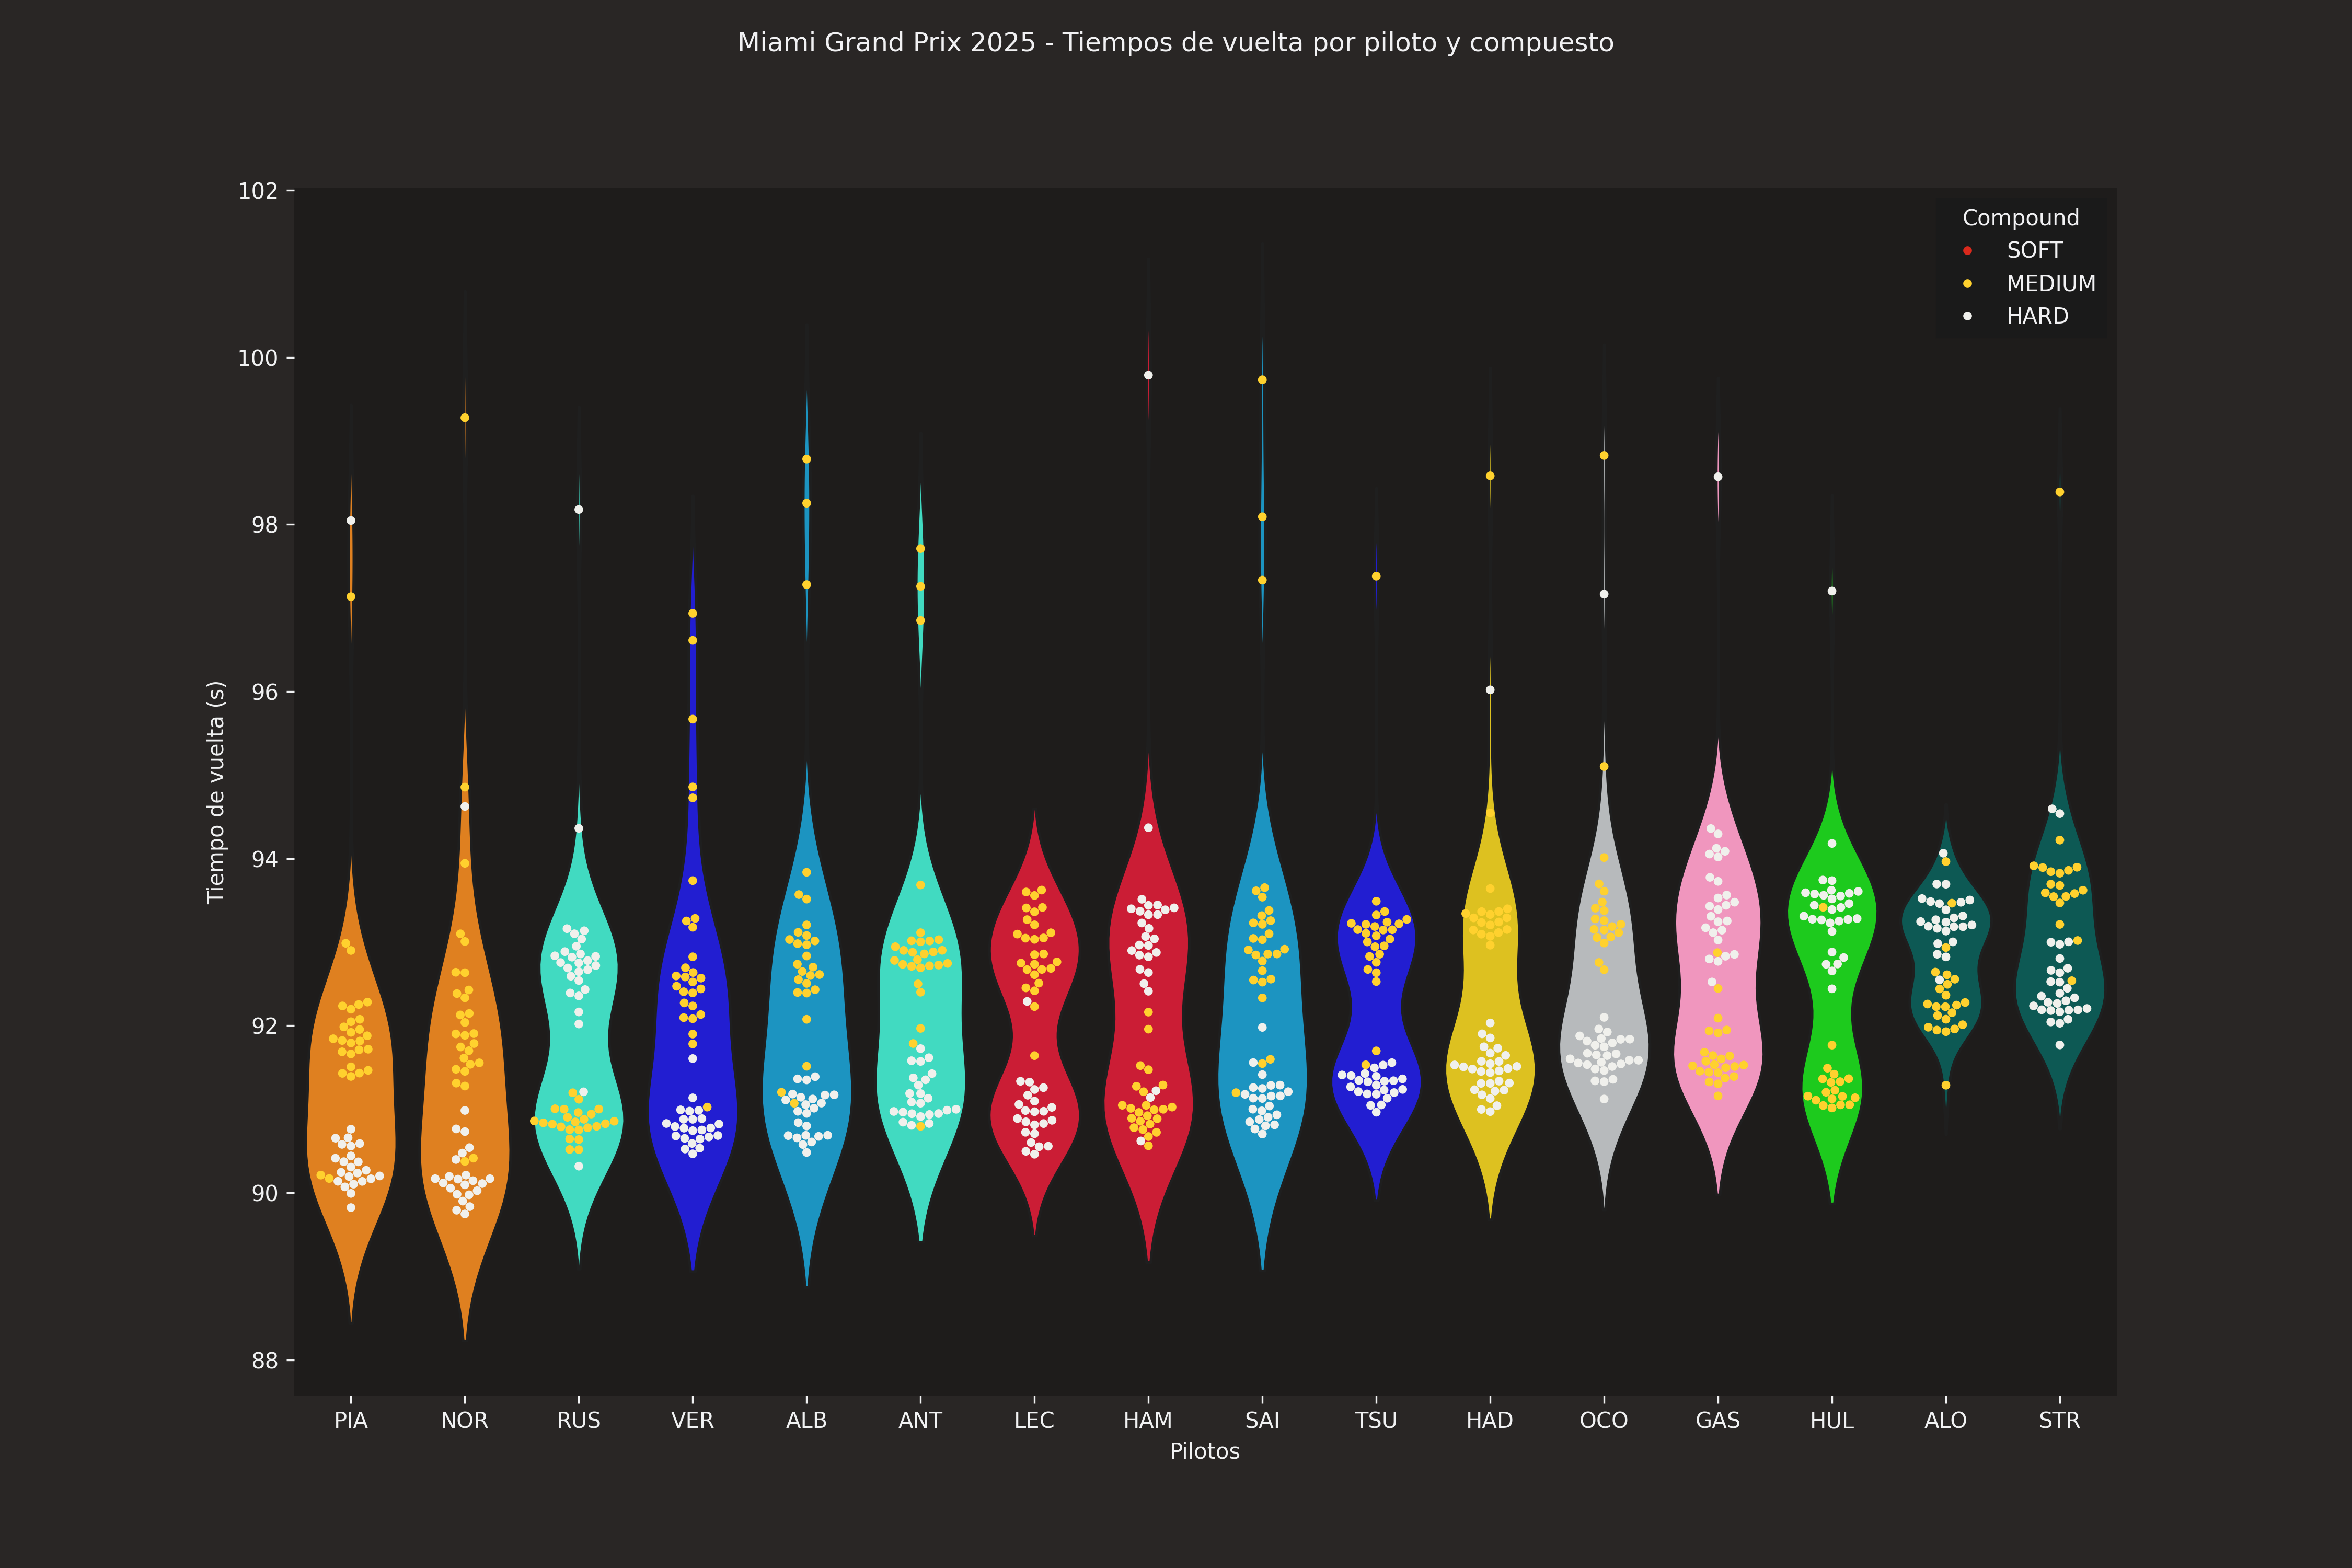 Miami Grand Prix 2025 - Tiempos de vuelta por piloto y compuesto
Compound
SOFT
MEDIUM
HARD
Tiempo de vuelta (s)
102
100
98
96
94
92
90
88
PIA NOR RUS VER ALB ANT LEC HAM SAI TSU HAD OCO GAS HUL ALO STR
Pilotos